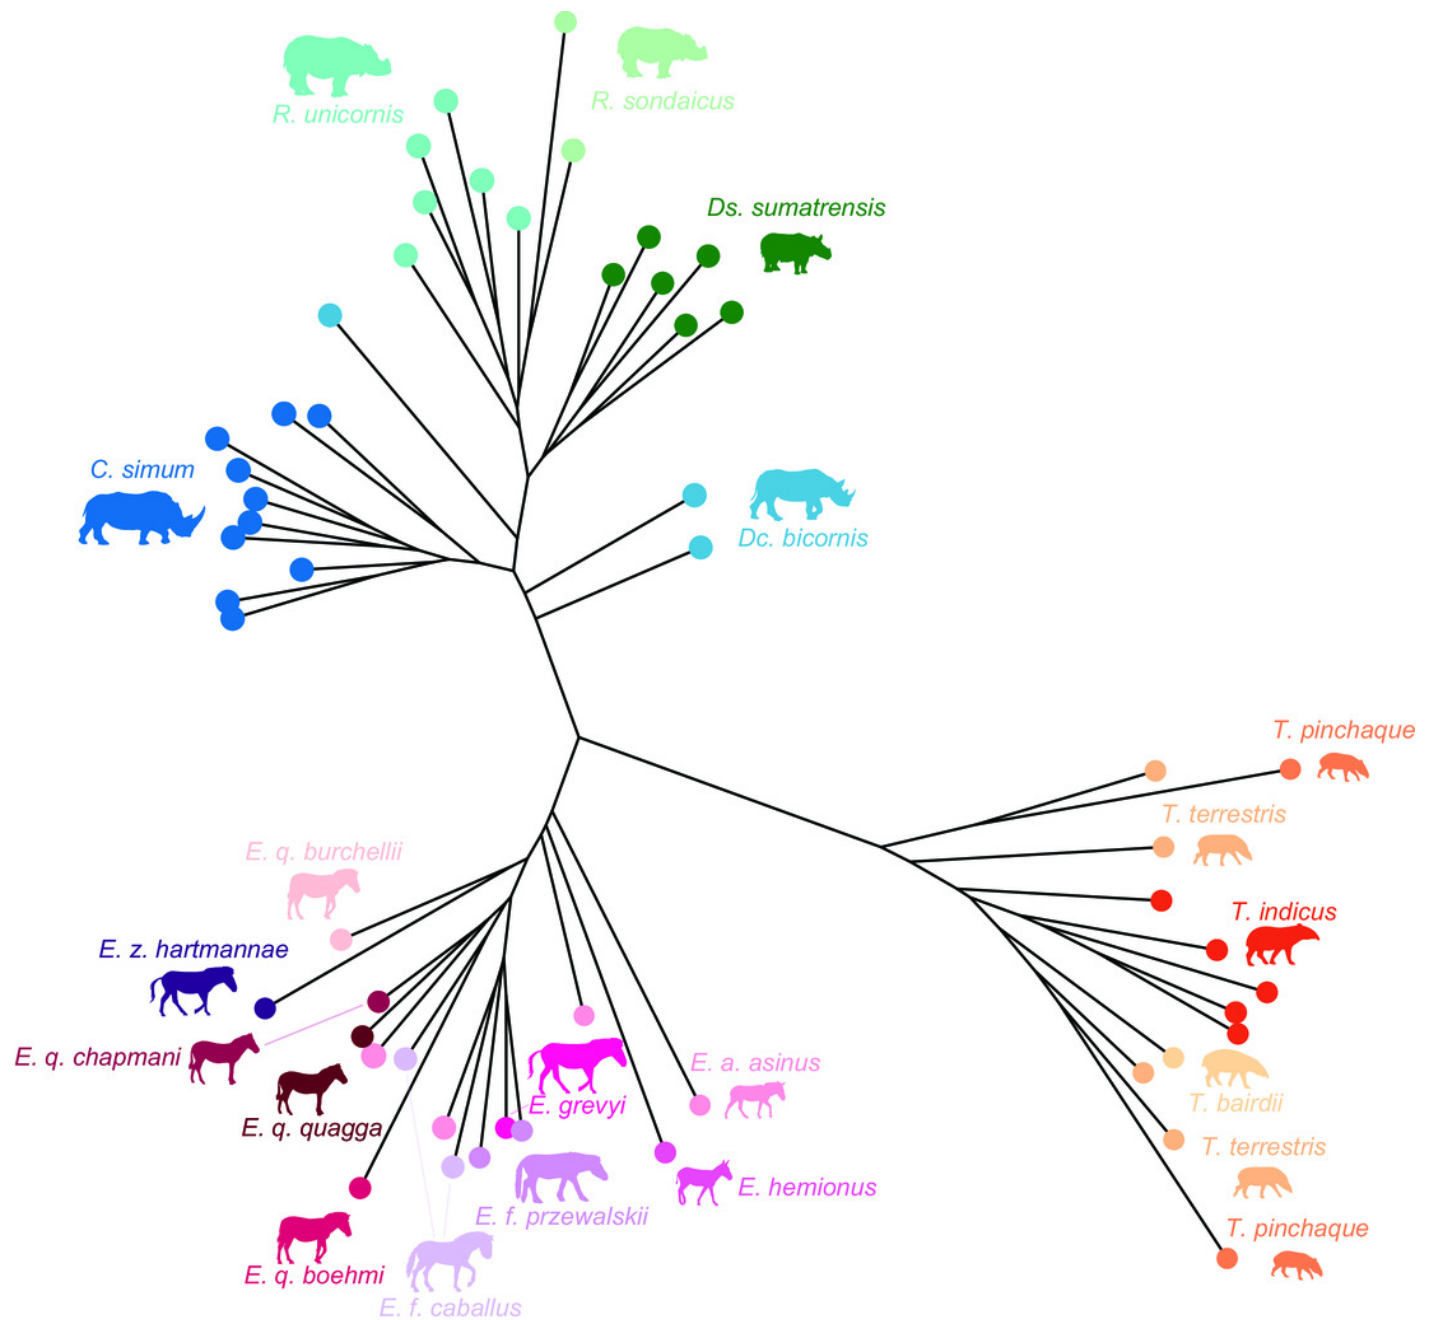 R. sondaicus
R. unicornis
Ds. sumatrensis
C. simum
Dc. bicornis
T. pinchaque
T. terrestris
E. q. burchellii
T. indicus
E. z. hartmannae
E. q. chapmani
E. a. asinus
T. bairdii
E. grevyi
E. q. quagga
T. terrestris
E. hemionus
E. f. przewalskii
T. pinchaque
E. q. boehmi
E. f. caballus